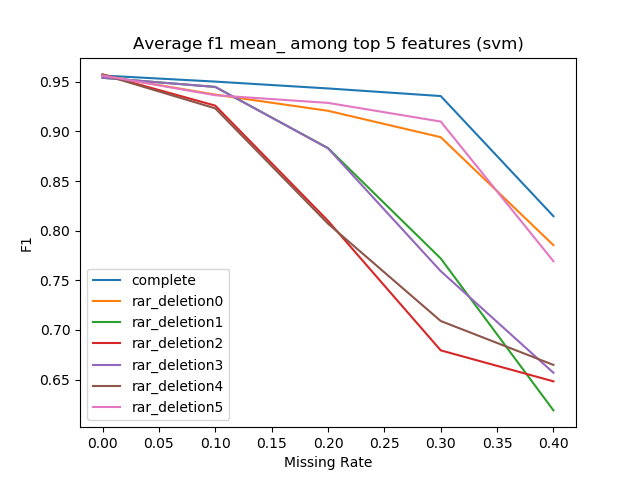 Average f1 mean_ among top 5 features (svm)
F1
0.95
0.90
0.85
0.80
0.75
0.70
0.65
complete
rar_deletion0
rar_deletion1
rar_deletion2
rar_deletion3
rar_deletion4
rar_deletion5
0.00 0.05 0.10 0.15 0.20 0.25 0.30 0.35 0.40
Missing Rate